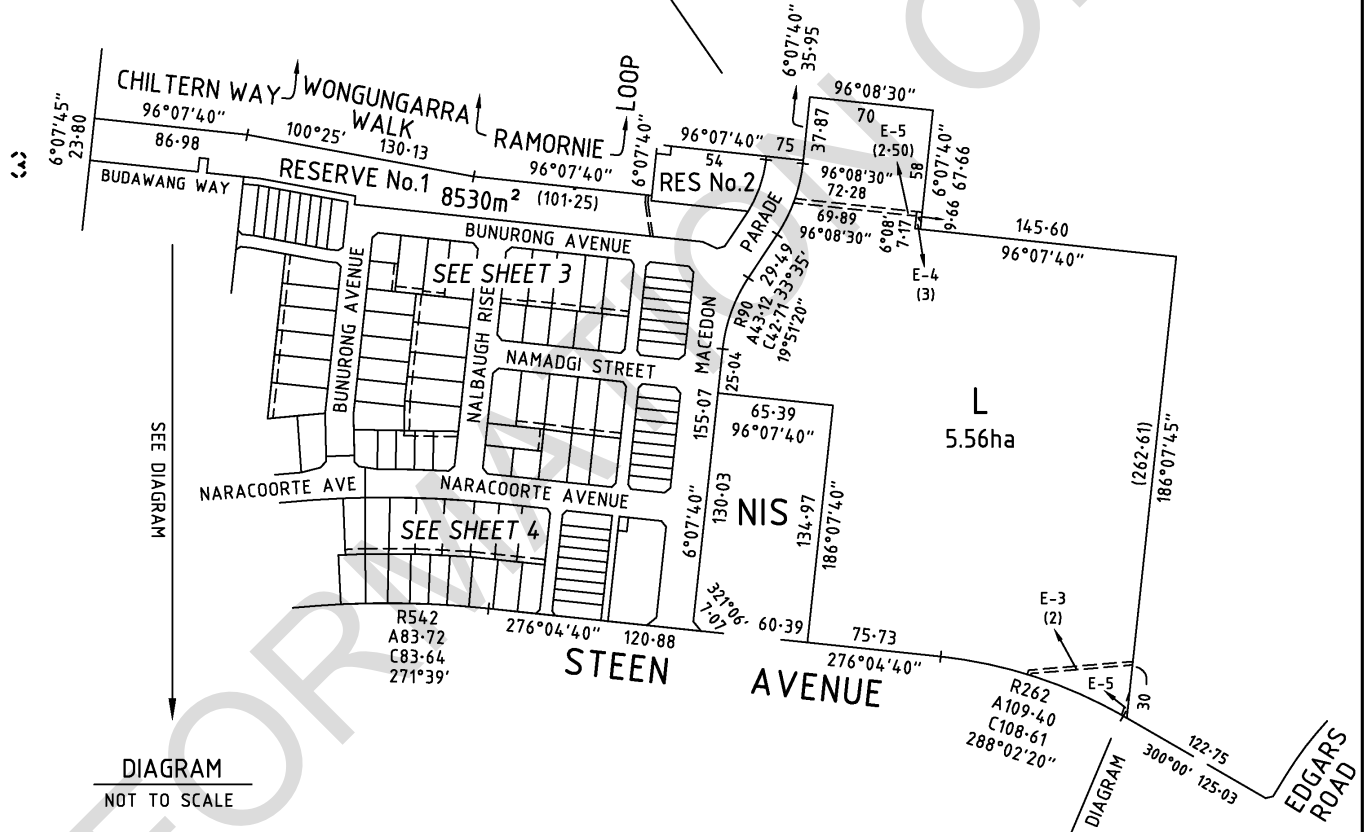 CHILTERN WAY
WONGUNGARRA
WALK
RAMORNIE
LOOP
6°07'45"
23·80
96°07'40"
86·98
100°25'
130·13
96°07'40"
(101·25)
6°07'40"
96°07'40"
75
54
RES No.2
6°07'40"
35·95
37·87
96°08'30"
70
E-5
(2·50)
58
6°07'40"
67·66
9·66
96°08'30"
72·28
69·89
96°08'30"
6°08'
7·17
E-4
(3)
145·60
96°07'40"
BUDAWANG WAY
RESERVE No.1
8530m²
BUNURONG AVENUE
PARADE
MACEDON
SEE SHEET 3
BUNURONG AVENUE
NALBAUGH RISE
NAMADGI STREET
R90
A43·12
C42·71
19°51'20"
29·49
33°35'
25·04
155·07
65·39
96°07'40"
L
5.56ha
(262·61)
186°07'45"
SEE DIAGRAM
NARACOORTE AVE
NARACOORTE AVENUE
SEE SHEET 4
6°07'40"
130·03
NIS
134·97
186°07'40"
321°06'
7·07
60·39
R542
A83·72
C83·64
271°39'
276°04'40"
120·88
STEEN
AVENUE
75·73
276°04'40"
E-3
(2)
E-5
30
R262
A109·40
C108·61
288°02'20"
122·75
300°00' 125·03
EDGARS
ROAD
DIAGRAM
DIAGRAM
NOT TO SCALE